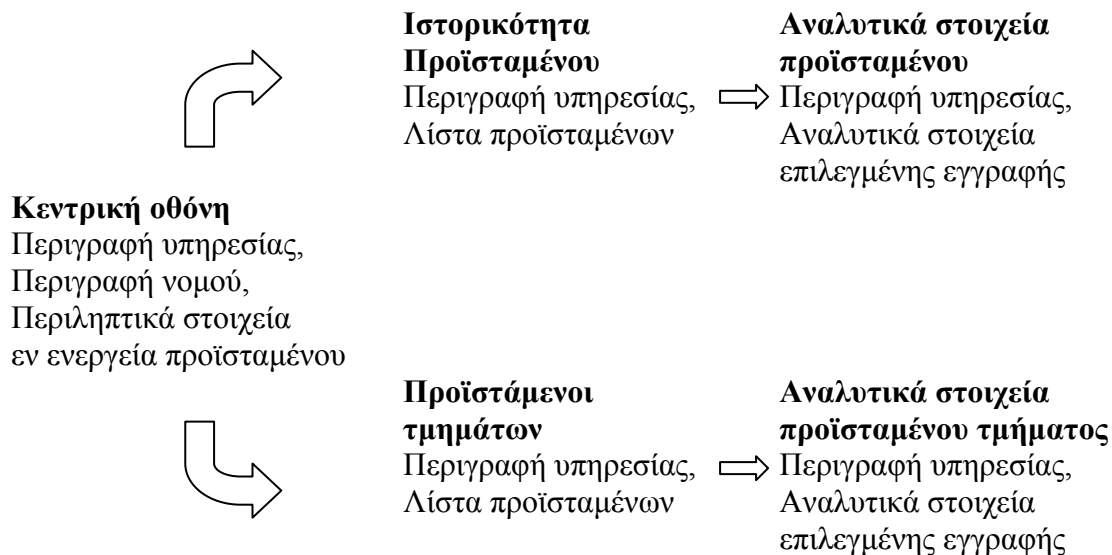 Ιστορικότητα
Προϊσταμένου
Περιγραφή υπηρεσίας,
Λίστα προϊσταμένων
Αναλυτικά στοιχεία
προϊσταμένου
Περιγραφή υπηρεσίας,
Αναλυτικά στοιχεία
επιλεγμένης εγγραφής
Κεντρική οθόνη
Περιγραφή υπηρεσίας,
Περιγραφή νομού,
Περιληπτικά στοιχεία
εν ενεργεία προϊσταμένου
Προϊστάμενοι
τμημάτων
Περιγραφή υπηρεσίας,
Λίστα προϊσταμένων
Αναλυτικά στοιχεία
προϊσταμένου τμήματος
Περιγραφή υπηρεσίας,
Αναλυτικά στοιχεία
επιλεγμένης εγγραφής